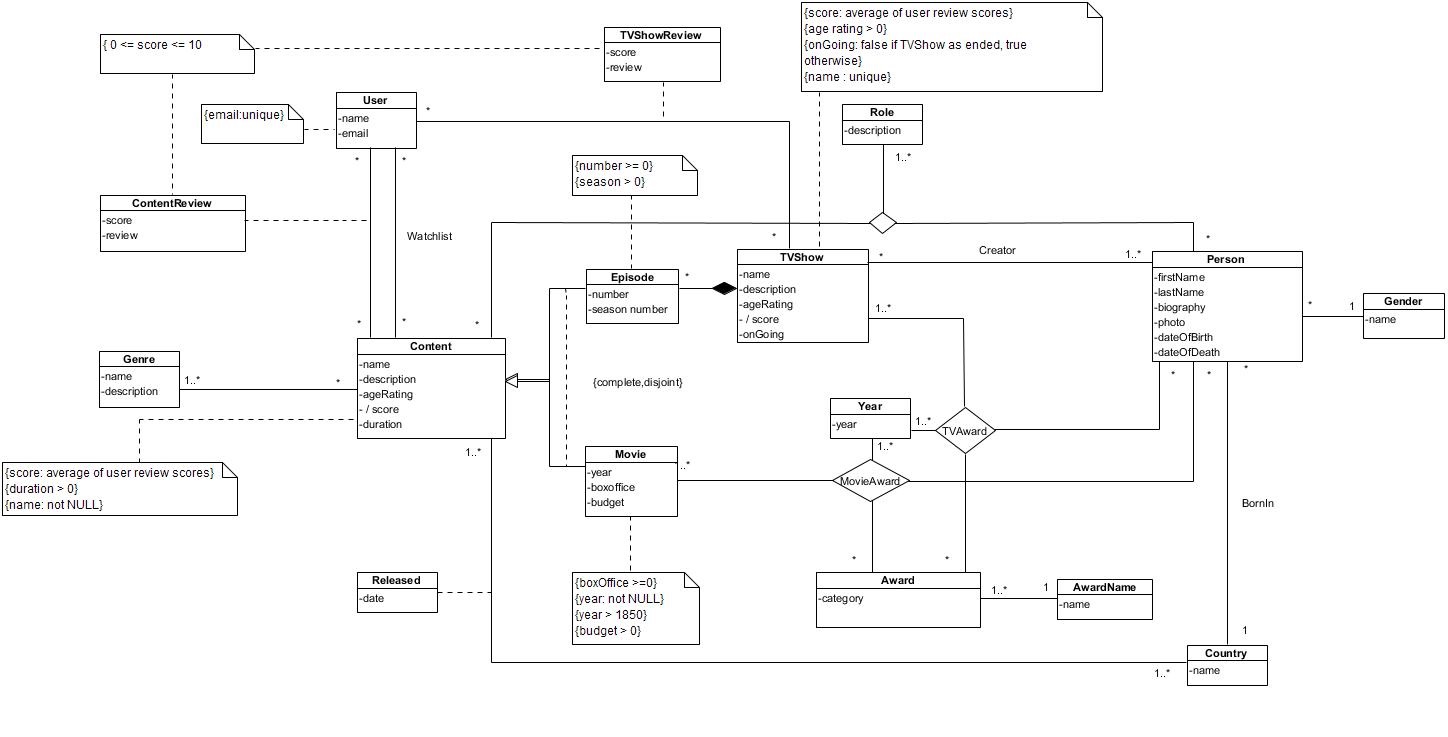 {score: average of user review scores}
{age rating > 0}
{onGoing: false if TVShow as ended, true
otherwise}
{name : unique}
{ 0 <= score <= 10
TVShowReview
-score
-review
User
-name
-email
*
{email:unique}
Role
-description
1..*
*
*
{number >= 0}
{season > 0}
ContentReview
-score
-review
Watchlist
*
*
Creator
1..*
*
TVShow
-name
-description
-ageRating
- / score
-onGoing
Person
-firstName
-lastName
-biography
-photo
-dateOfBirth
-dateOfDeath
Episode
-number
-season number
*
*
1
Gender
-name
1..*
*
*
*
Content
-name
-description
-ageRating
- / score
-duration
Genre
-name
-description
1..*
*
{complete,disjoint}
*
*
*
Year
-year
1..*
TVAward
1..*
1..*
Movie
-year
-boxoffice
-budget
..*
MovieAward
{score: average of user review scores}
{duration > 0}
{name: not NULL}
BornIn
*
*
Released
-date
{boxOffice >=0}
{year: not NULL}
{year > 1850}
{budget > 0}
Award
-category
1..*
1
AwardName
-name
1
Country
-name
1..*